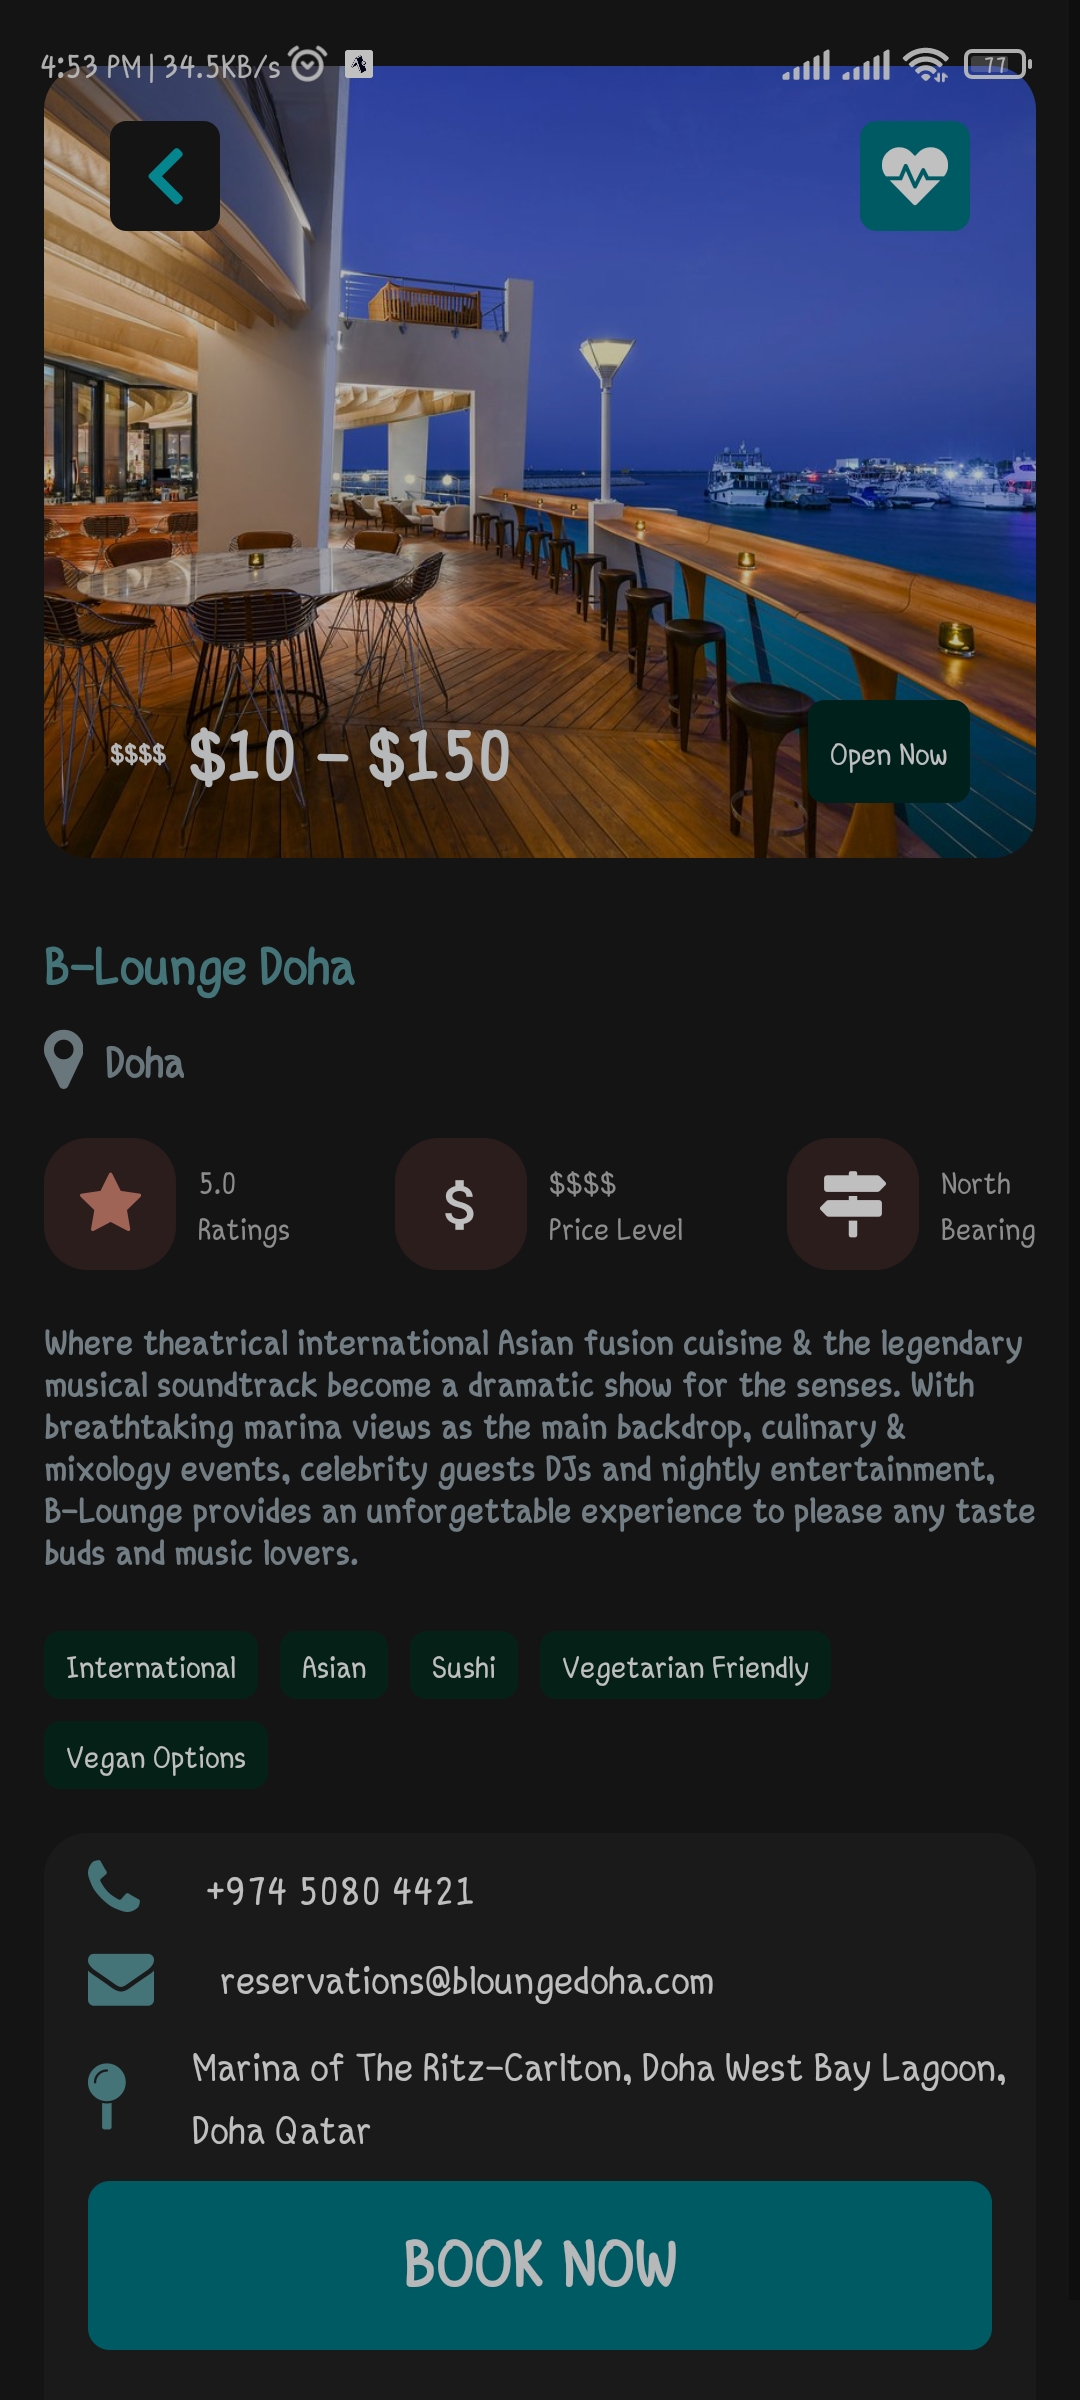 4:53 PM | 34.5KB/s
77
$$$$ $10 - $150
Open Now
B-Lounge Doha
Doha
5.0
Ratings
$
$$$$
Price Level
North
Bearing
Where theatrical international Asian fusion cuisine & the legendary
musical soundtrack become a dramatic show for the senses. With
breathtaking marina views as the main backdrop, culinary &
mixology events, celebrity guests DJs and nightly entertainment,
B-Lounge provides an unforgettable experience to please any taste
buds and music lovers.
International
Asian
Sushi
Vegetarian Friendly
Vegan Options
+974 5080 4421
reservations@bloungedoha.com
Marina of The Ritz-Carlton, Doha West Bay Lagoon,
Doha Qatar
BOOK NOW